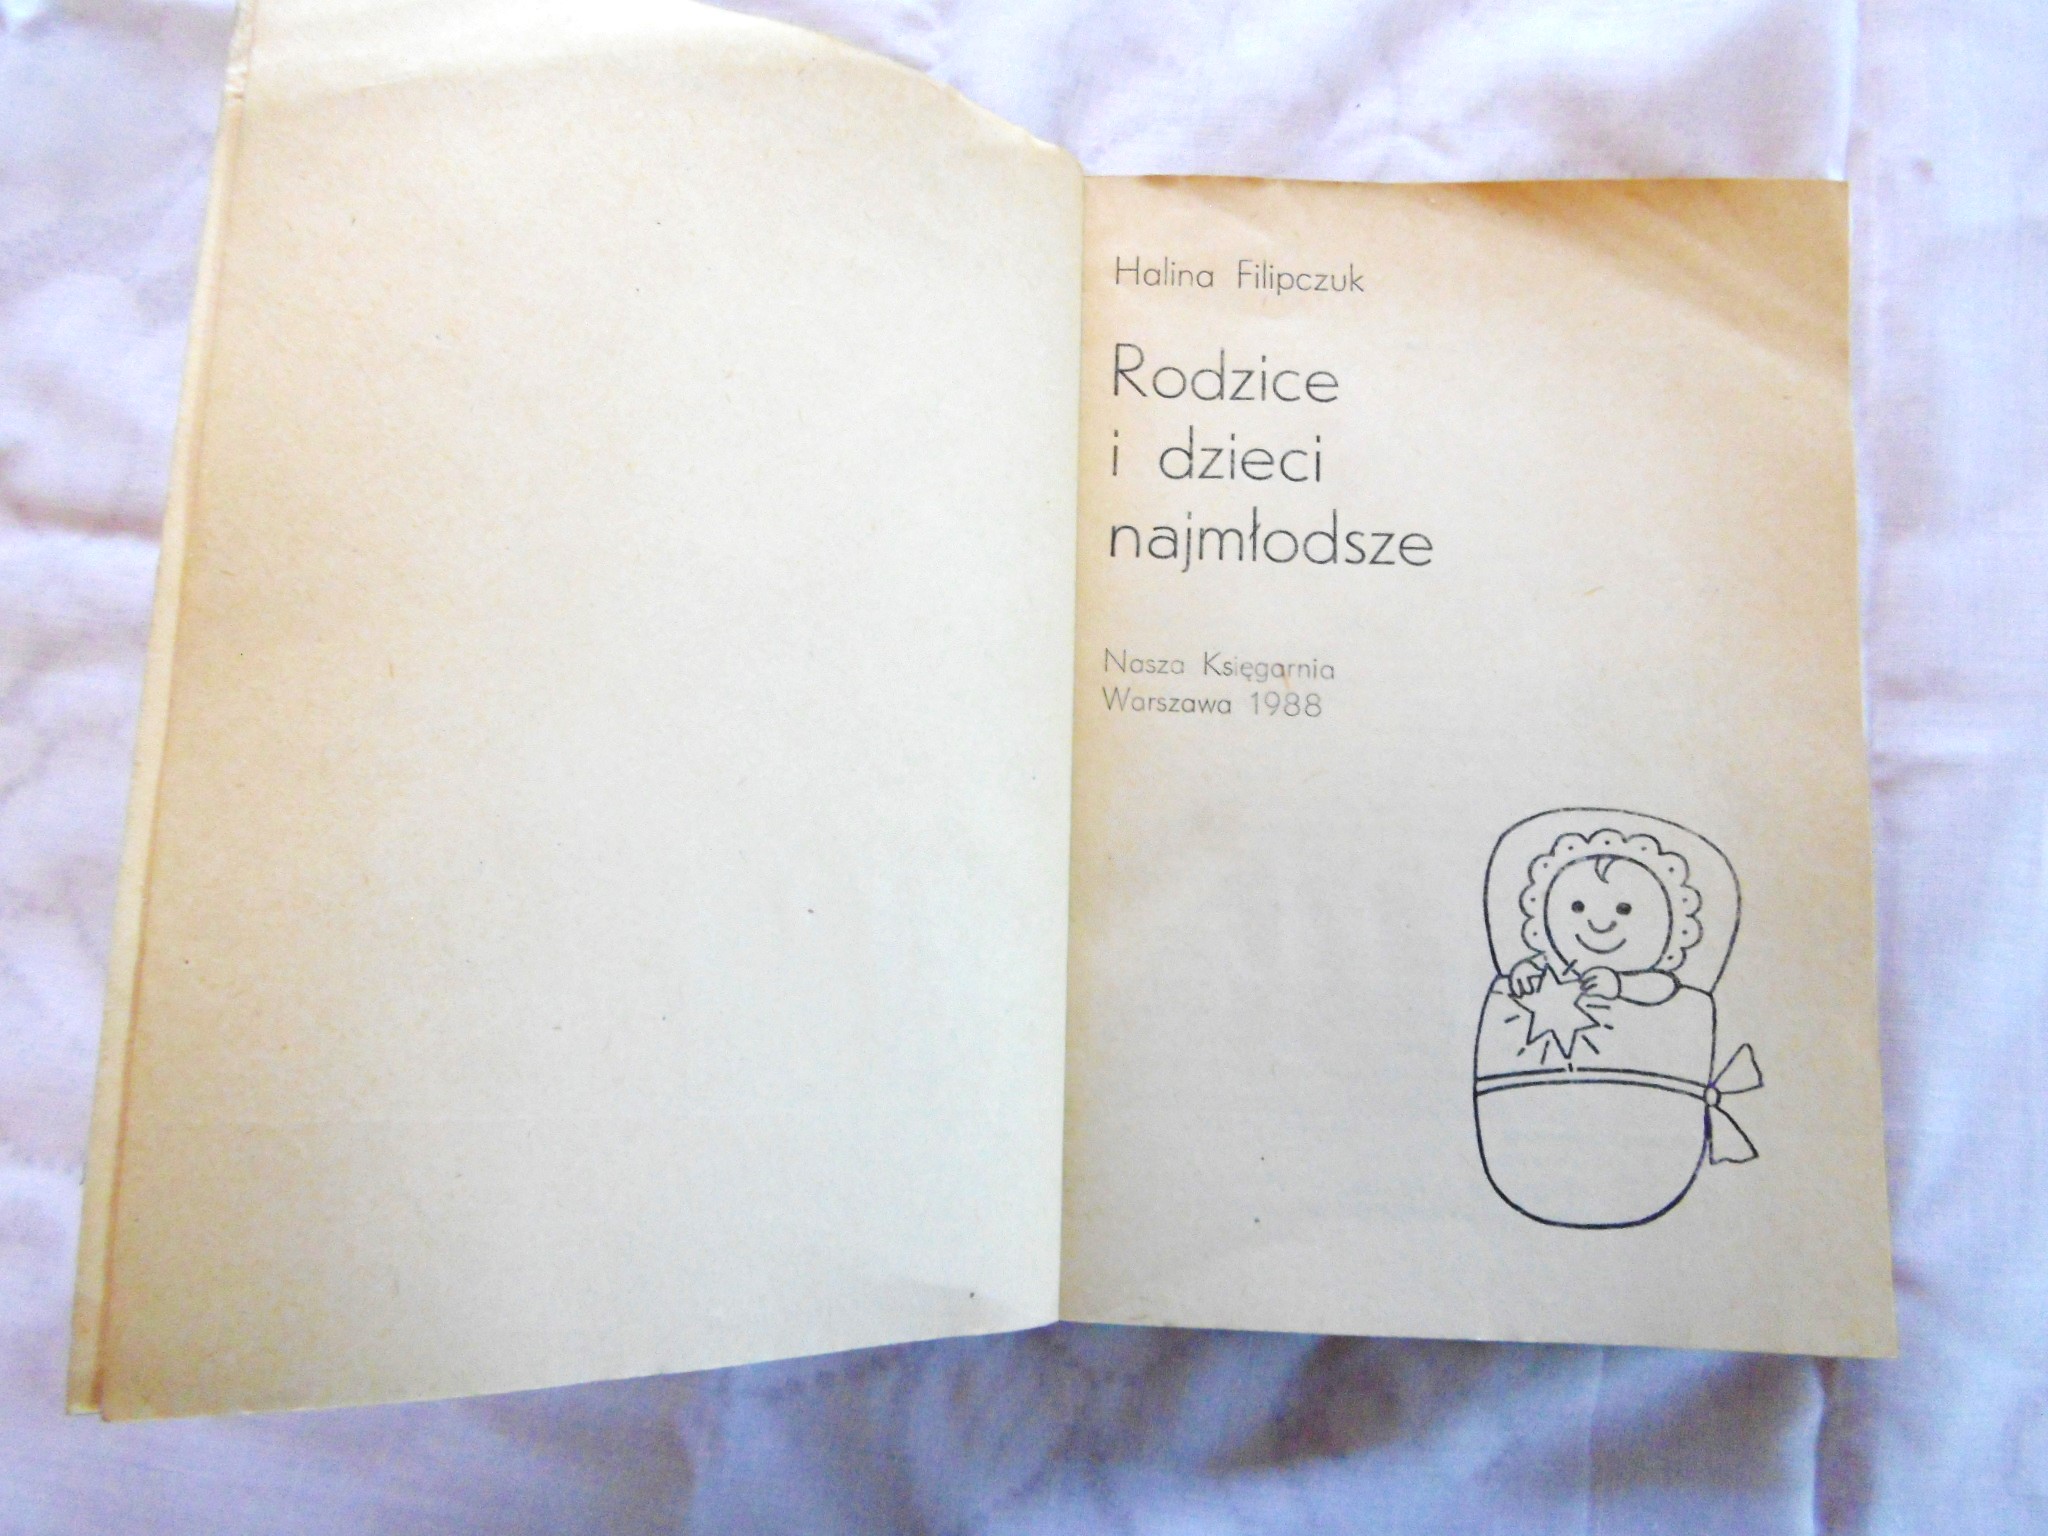 Halina Filipczuk
Rodzice
i dzieci
najmłodsze
Nasza Księgarnia
Warszawa 1988